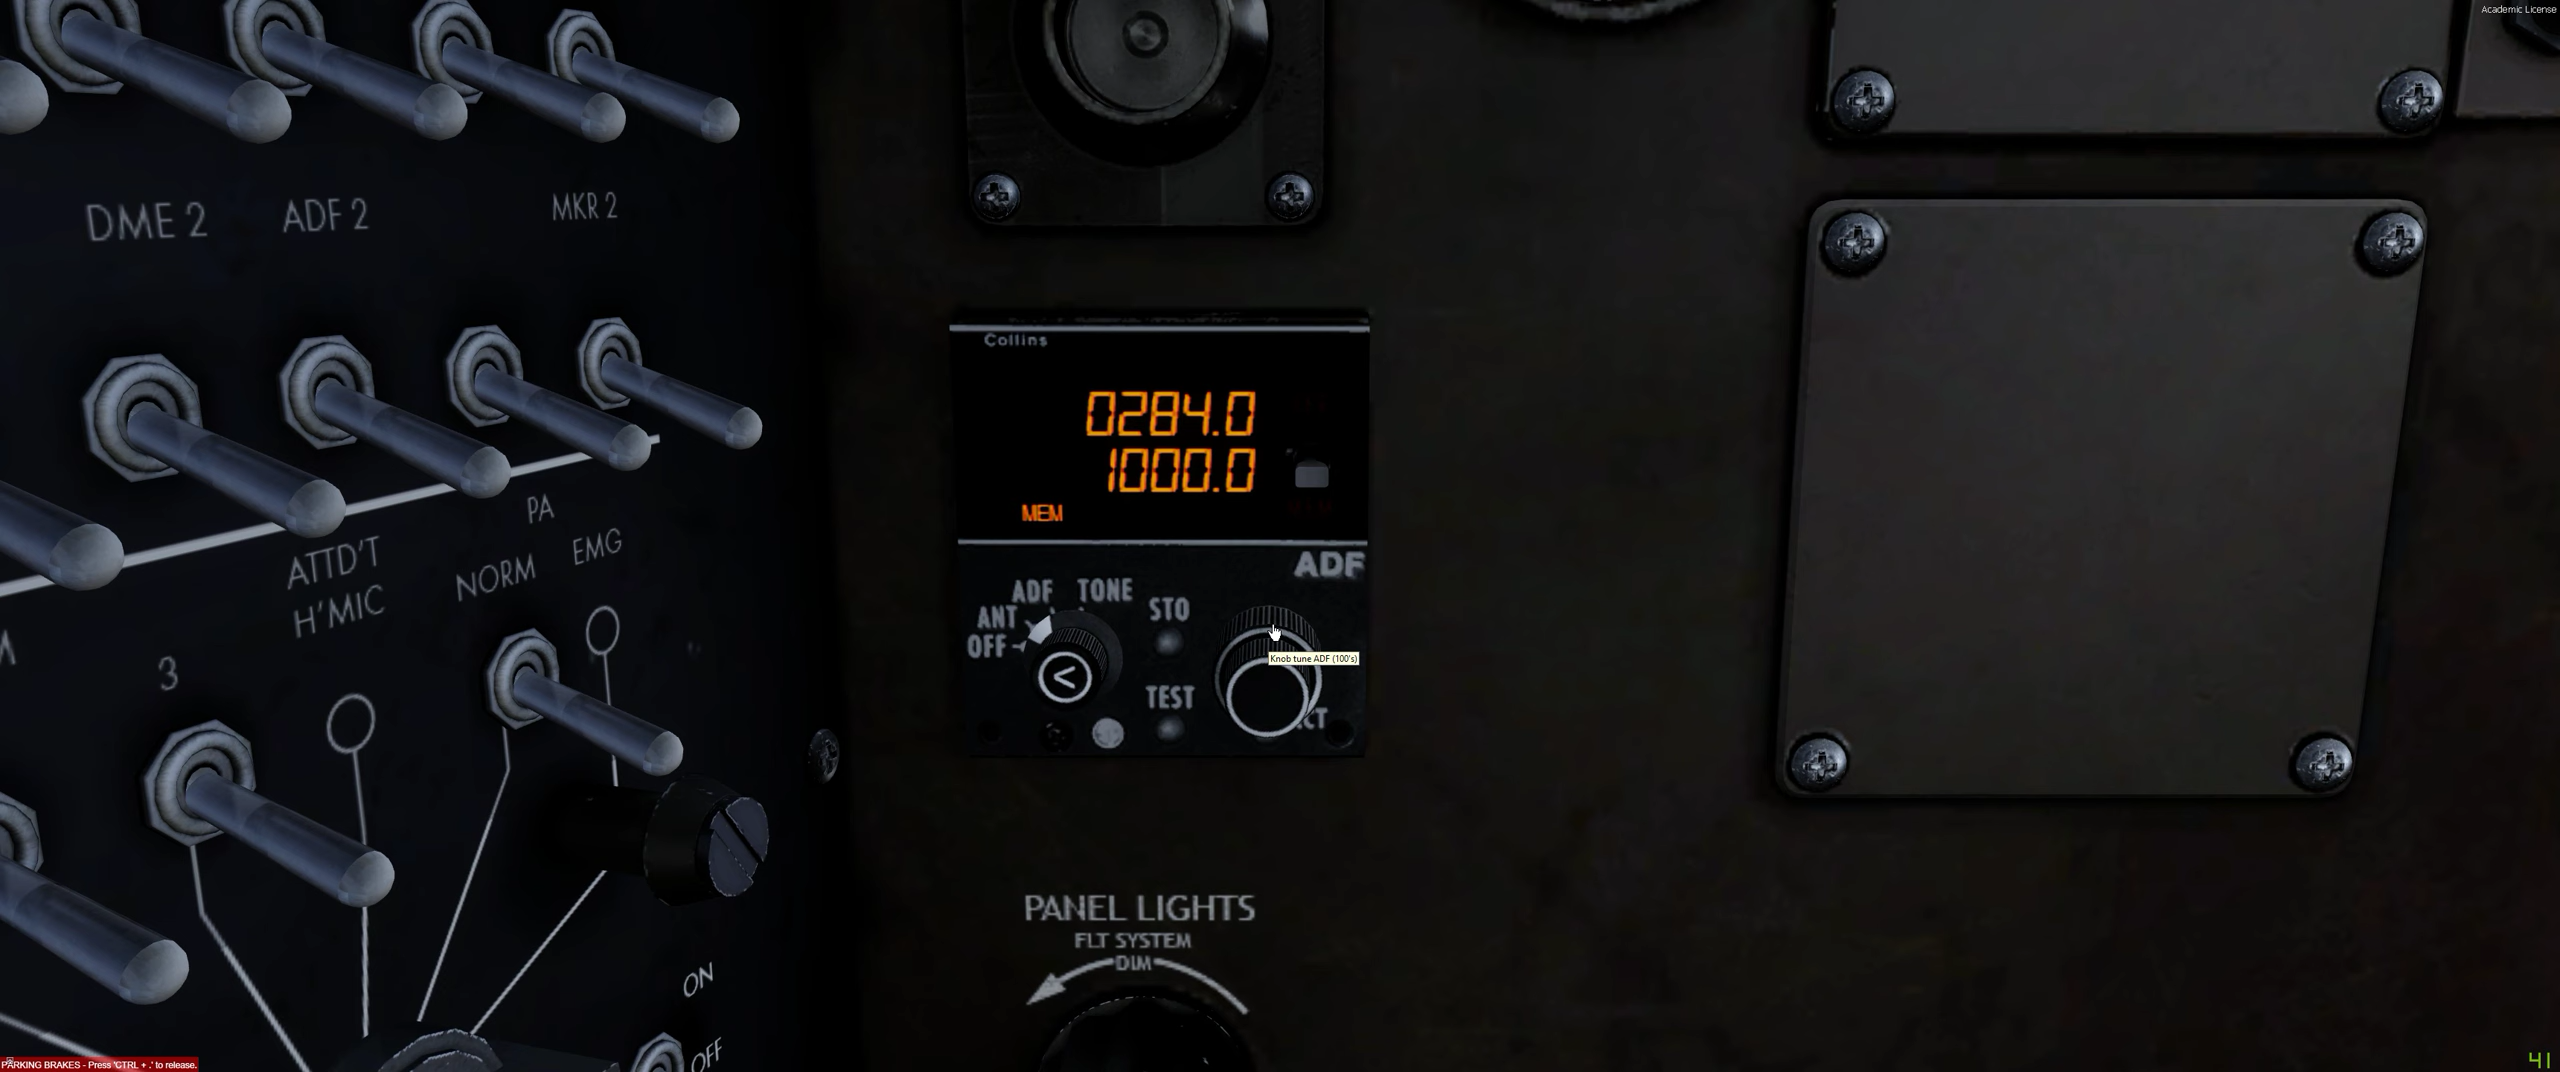 Academic License
DME 2
ADF 2
MKR 2
Collins
0284.0
1000.0
MEM
PA
ATTD'T
H'MIC
NORM
EMG
3
ADF
ADF
TONE
ANT
OFF
STO
TEST
<
Knob tune ADF (100's)
PANEL LIGHTS
FLT SYSTEM
DIM
ON
OFF
PARKING BRAKES - Press 'CTRL + .' to release.
41